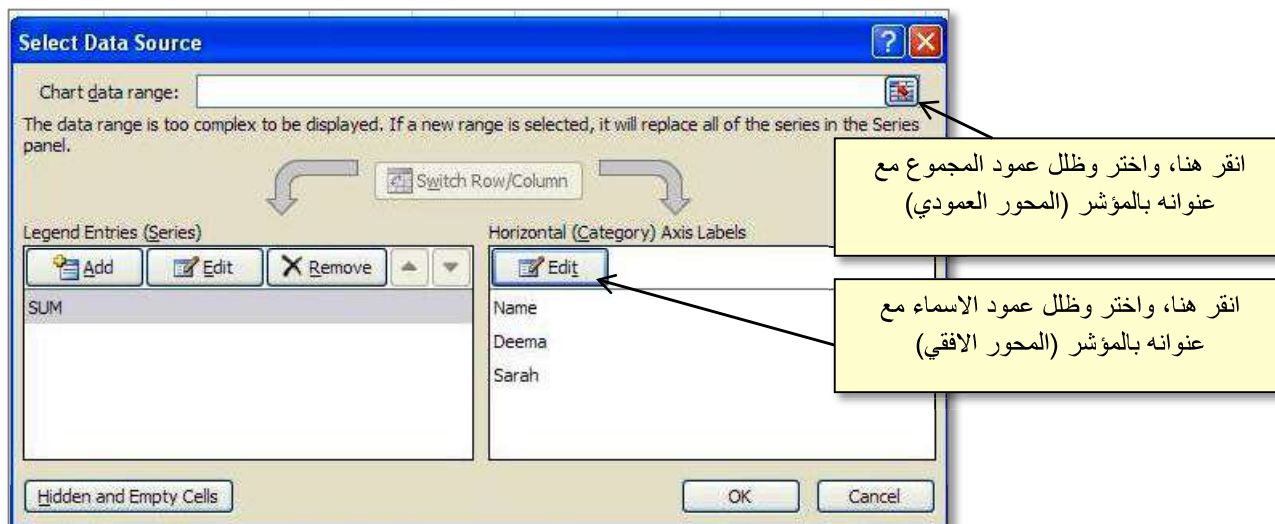 Select Data Source
Chart data range:
The data range is too complex to be displayed. If a new range is selected, it will replace all of the series in the Series
panel.
انقر هنا، واختر وظلل عمود المجموع مع
عنوانه بالمؤشر (المحور العمودي)
Switch Row/Column
Legend Entries (Series)
Horizontal (Category) Axis Labels
Add
Edit
Remove
Edit
SUM
Name
Deema
Sarah
انقر هنا، واختر وظلل عمود الاسماء مع
عنوانه بالمؤشر (المحور الافقي)
Hidden and Empty Cells
OK
Cancel